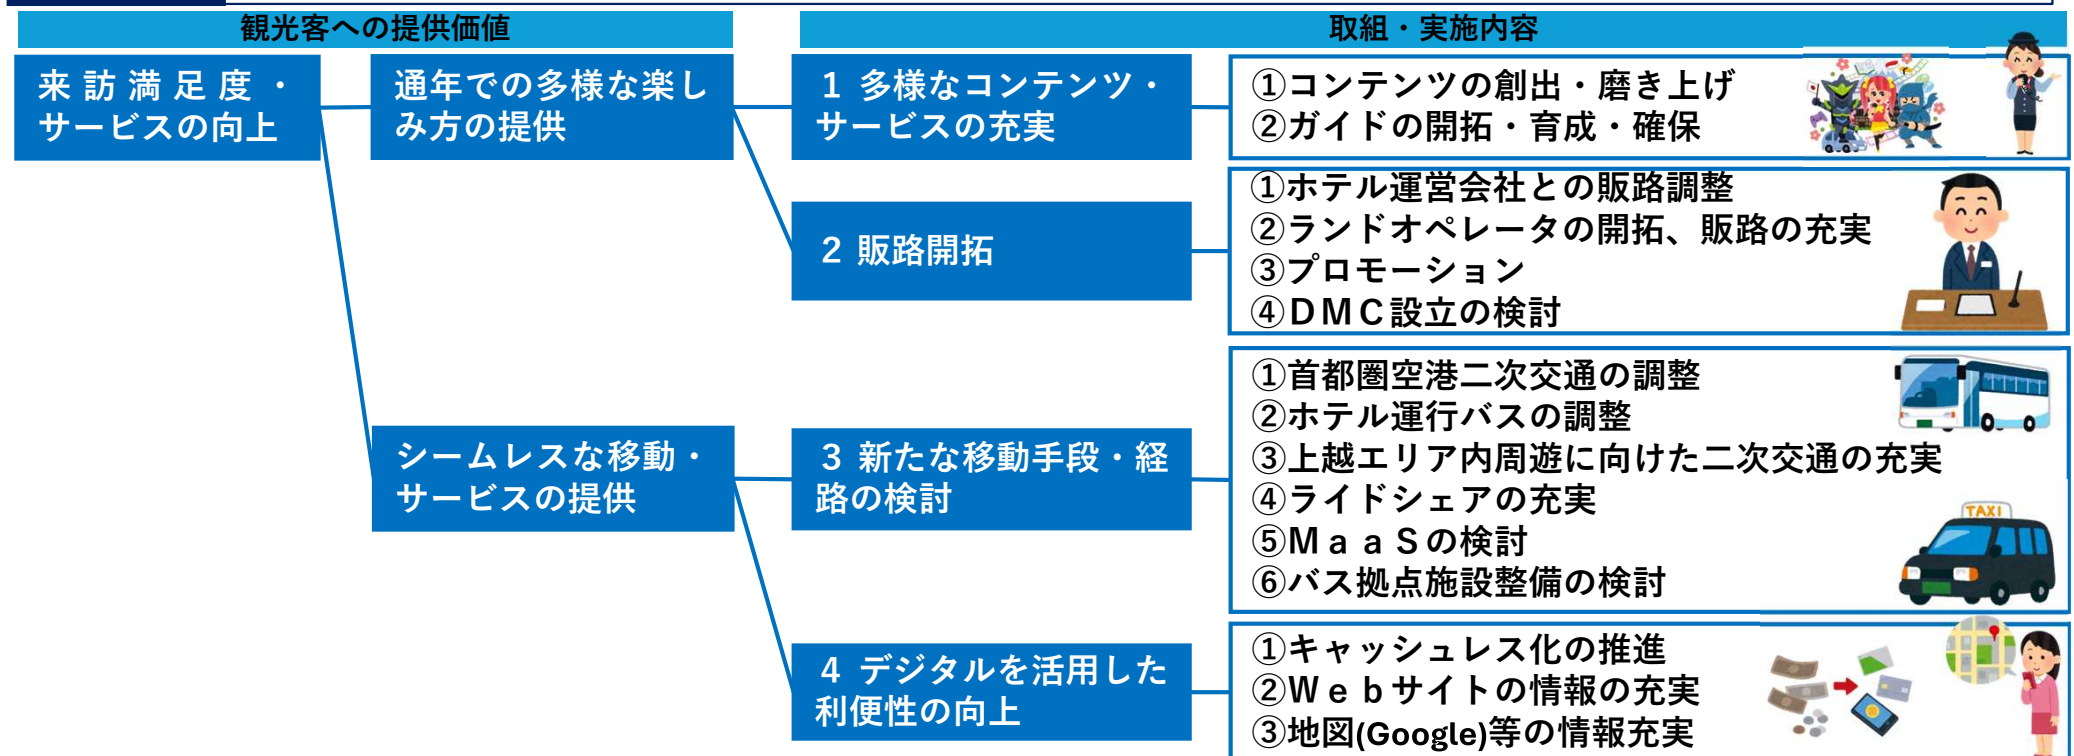 観光客への提供価値
取組・実施内容
来訪満足度・
サービスの向上
通年での多様な楽し
み方の提供
1 多様なコンテンツ・
サービスの充実
①コンテンツの創出・磨き上げ
②ガイドの開拓・育成・確保
2 販路開拓
①ホテル運営会社との販路調整
②ランドオペレータの開拓、販路の充実
③プロモーション
④DMC設立の検討
シームレスな移動・
サービスの提供
3 新たな移動手段・経
路の検討
①首都圏空港二次交通の調整
②ホテル運行バスの調整
③上越エリア内周遊に向けた二次交通の充実
④ライドシェアの充実
⑤MaaSの検討
⑥バス拠点施設整備の検討
TAXI
4 デジタルを活用した
利便性の向上
①キャッシュレス化の推進
②Webサイトの情報の充実
③地図(Google)等の情報充実